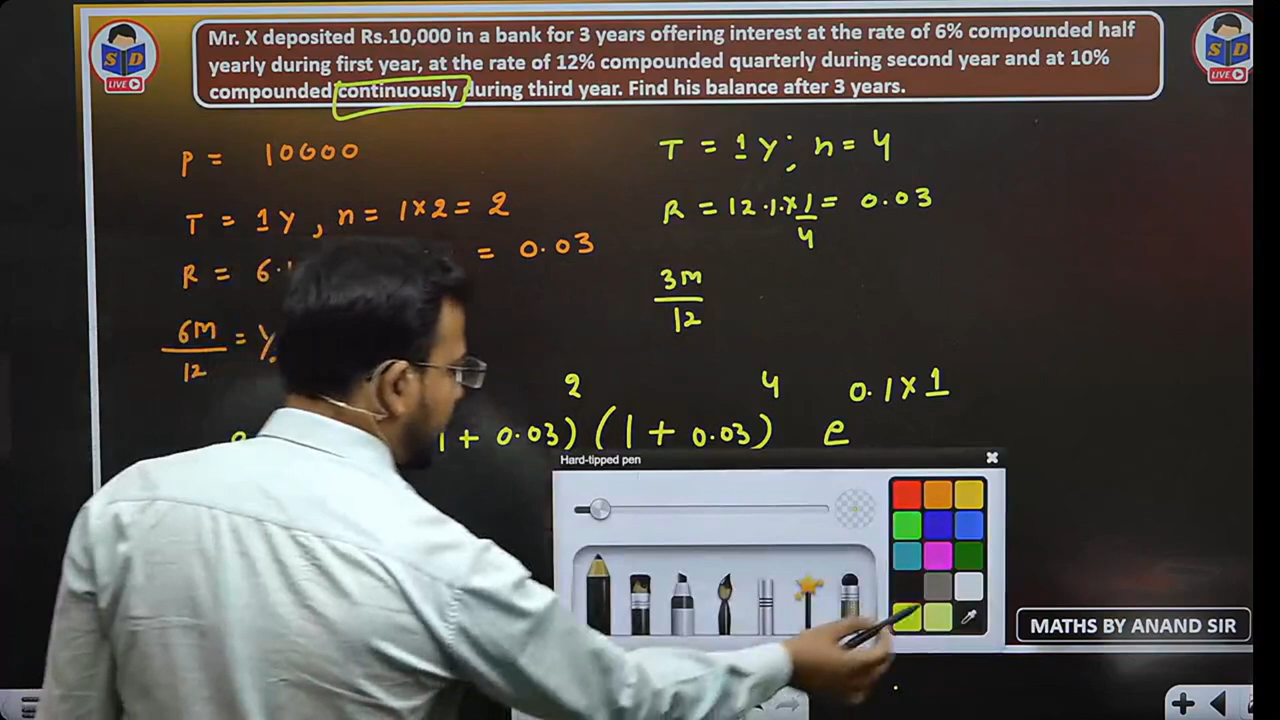 Mr. X deposited Rs.10,000 in a bank for 3 years offering interest at the rate of 6% compounded half
yearly during first year, at the rate of 12% compounded quarterly during second year and at 10%
compounded continuously during third year. Find his balance after 3 years.
S D
LIVE
S D
LIVE
P = 10000
T = 1 Y, n = 1×2 = 2
R = 6. = 0.03
6M/12 = Y
T = 1 Y; n = 4
R = 12.1.×1/4 = 0.03
3M/12
1 + 0.03)² (1 + 0.03)⁴ e^0.1×1
Hard-tipped pen
MATHS BY ANAND SIR